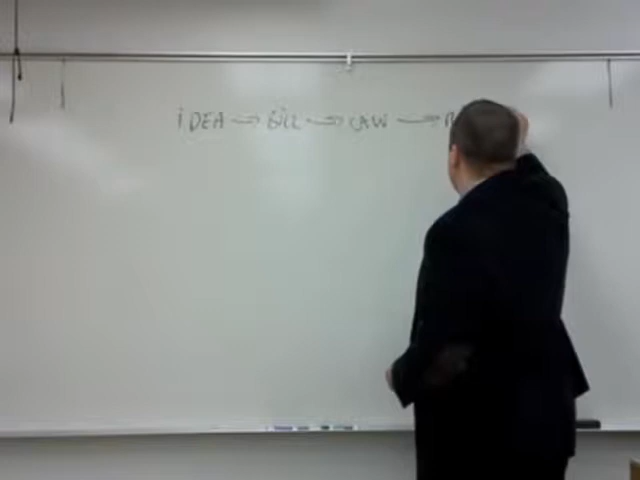 iDEA → BiLL → LAW →